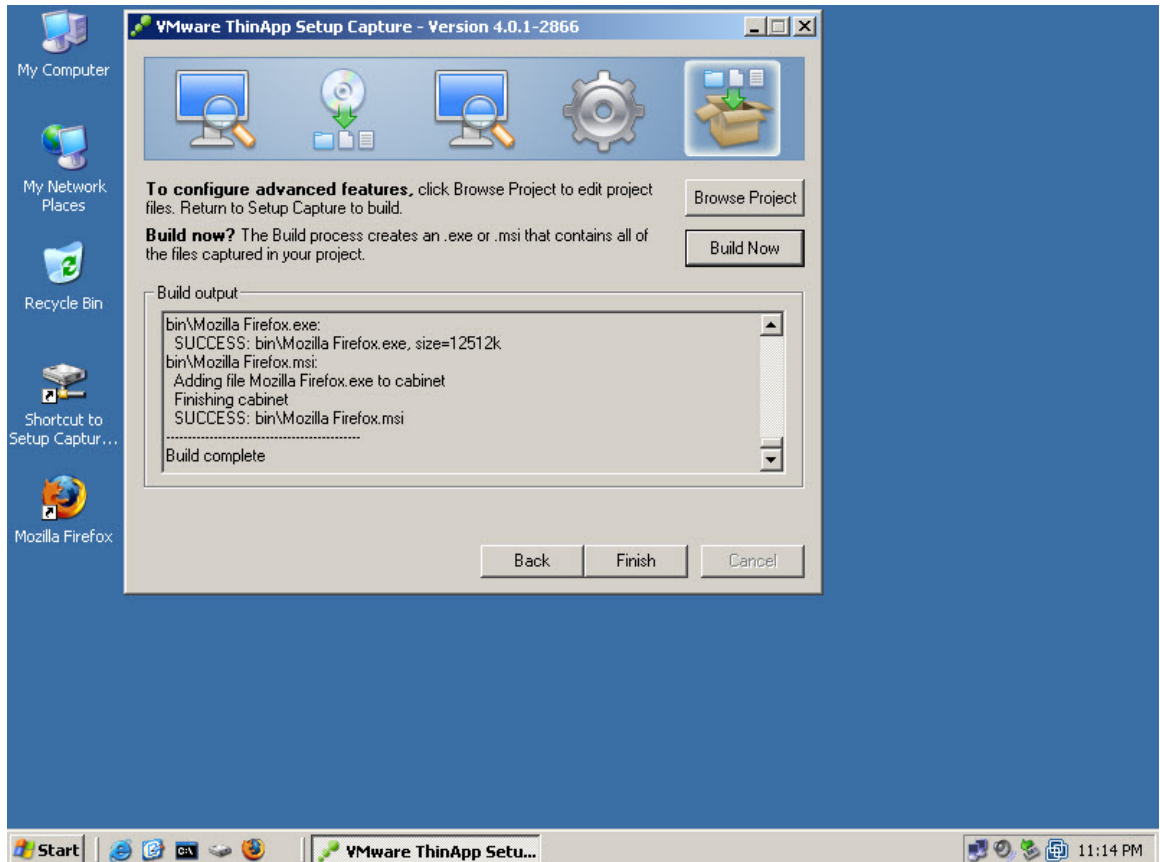 My Computer
My Network
Places
Recycle Bin
Shortcut to
Setup Captur...
Mozilla Firefox
VMware ThinApp Setup Capture - Version 4.0.1-2866
To configure advanced features, click Browse Project to edit project
files. Return to Setup Capture to build.
Browse Project
Build now? The Build process creates an .exe or .msi that contains all of
the files captured in your project.
Build Now
Build output
bin\Mozilla Firefox.exe:
SUCCESS: bin\Mozilla Firefox.exe, size=12512k
bin\Mozilla Firefox.msi:
Adding file Mozilla Firefox.exe to cabinet
Finishing cabinet
SUCCESS: bin\Mozilla Firefox.msi
---------------------------------------------
Build complete
Back
Finish
Cancel
Start
C:\
VMware ThinApp Setu...
11:14 PM